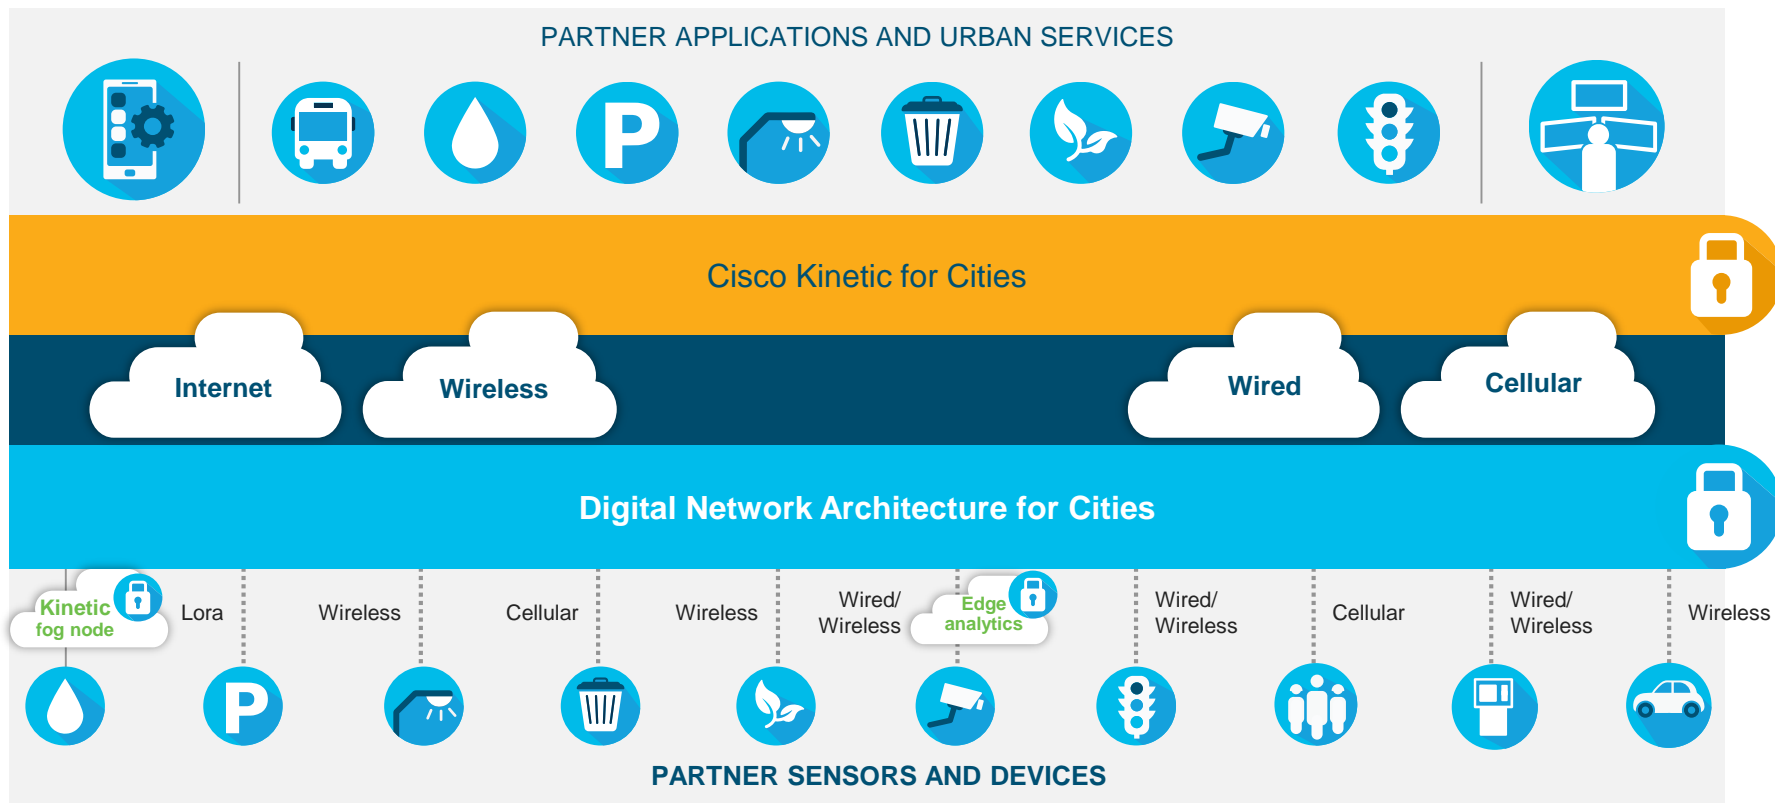 PARTNER APPLICATIONS AND URBAN SERVICES
P
Cisco Kinetic for Cities
Internet
Wireless
Wired
Cellular
Digital Network Architecture for Cities
Kinetic
fog node
Lora
Wireless
Cellular
Wireless
Wired/
Wireless
Edge
analytics
Wired/
Wireless
Cellular
Wired/
Wireless
Wireless
P
PARTNER SENSORS AND DEVICES